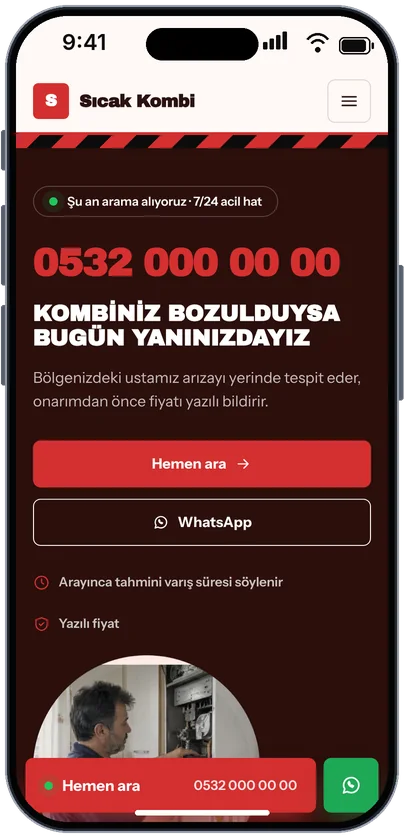 9:41
S
Sıcak Kombi
Şu an arama alıyoruz · 7/24 acil hat
0532 000 00 00
KOMBİNİZ BOZULDUYSA
BUGÜN YANINIZDAYIZ
Bölgenizdeki ustamız arızayı yerinde tespit eder,
onarımdan önce fiyatı yazılı bildirir.
Hemen ara →
WhatsApp
Arayınca tahmini varış süresi söylenir
Yazılı fiyat
Hemen ara 0532 000 00 00